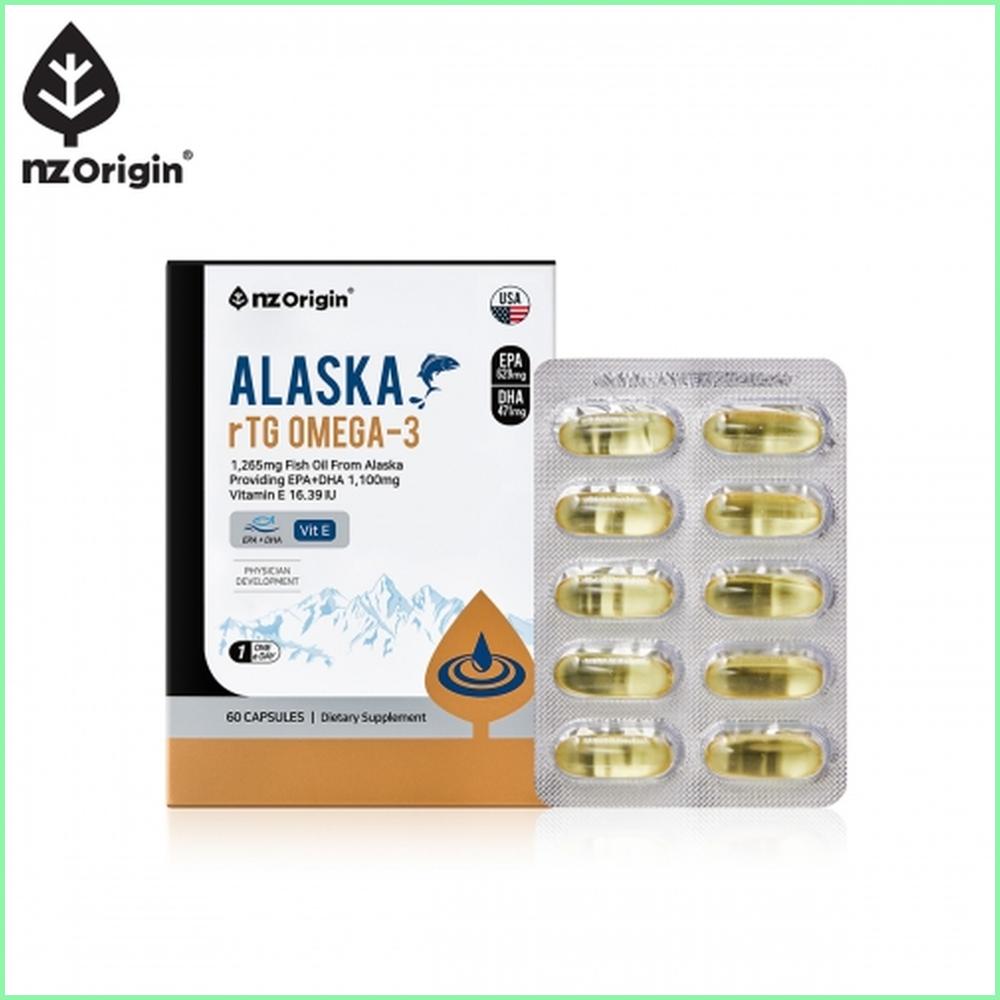 nzOrigin®
nzOrigin®
USA
ALASKA
EPA
629mg
DHA
471mg
rTG OMEGA-3
1,265mg Fish Oil From Alaska
Providing EPA+DHA 1,100mg
Vitamin E 16.39 IU
EPA + DHA
Vit E
PHYSICIAN
DEVELOPMENT
1 ONE
a DAY
60 CAPSULES | Dietary Supplement